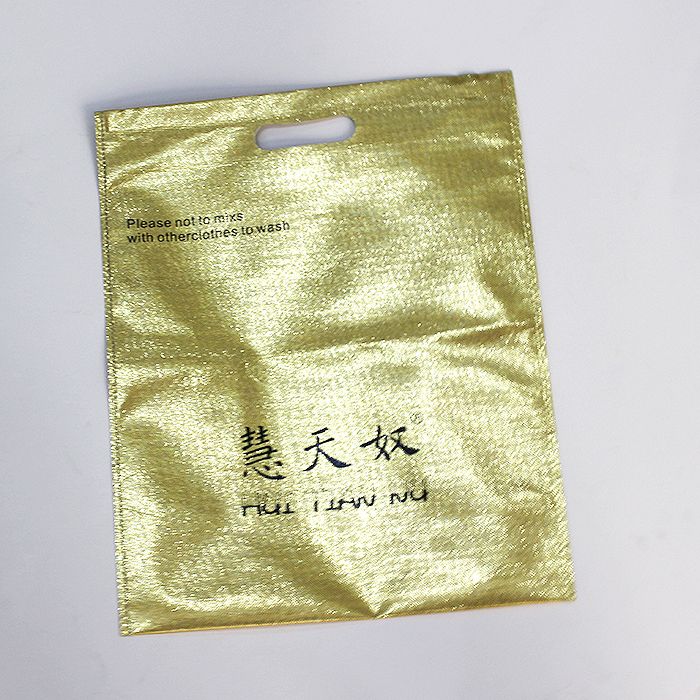 Please not to mixs
with otherclothes to wash
慧天奴®
HUI TIAN NU